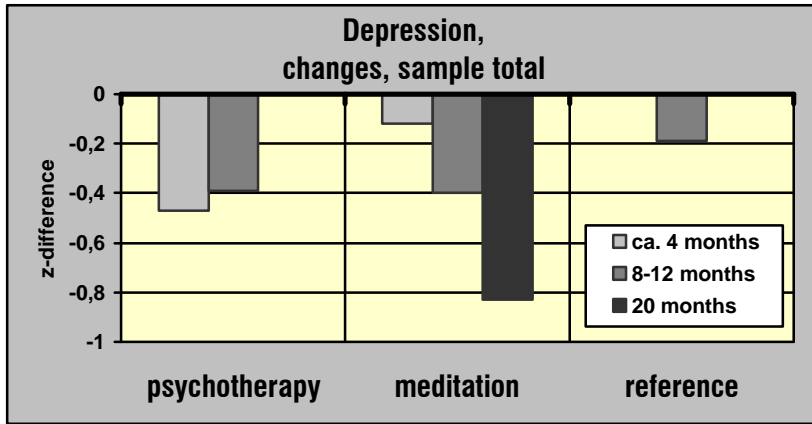 Depression,
changes, sample total
0
-0,2
-0,4
-0,6
-0,8
-1
z-difference
ca. 4 months
8-12 months
20 months
psychotherapy meditation reference